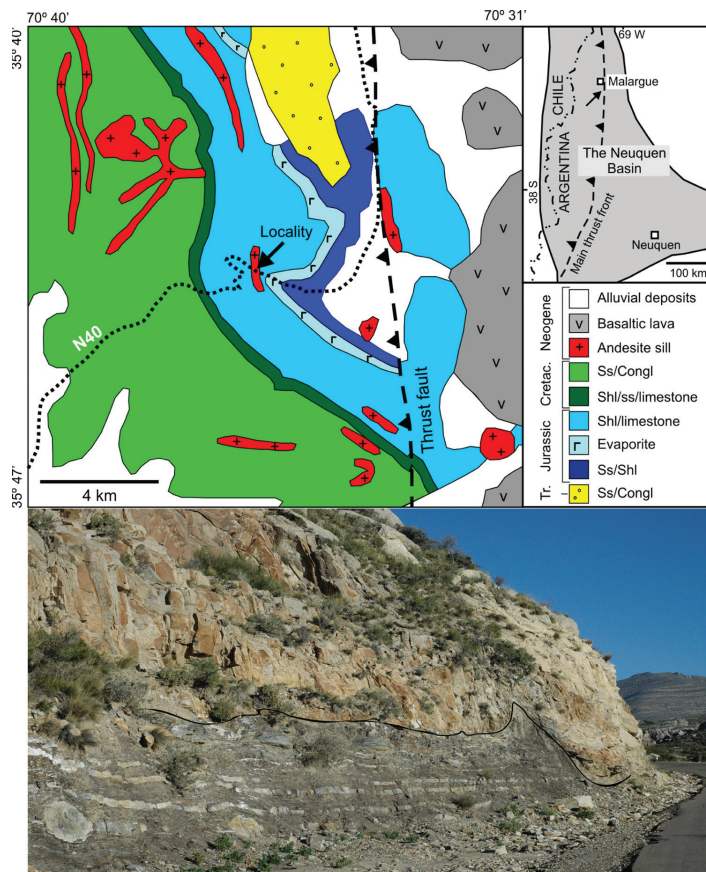 70º 40’
70º 31’
35º 40’
35º 47’
Locality
N40
Thrust fault
4 km
69 W
CHILE
ARGENTINA
Malargue
The Neuquen
Basin
38 S
Main thrust front
Neuquen
100 km
Neogene
Cretac.
Jurassic
Tr.
Alluvial deposits
Basaltic lava
Andesite sill
Ss/Congl
Shl/ss/limestone
Shl/limestone
Evaporite
Ss/Shl
Ss/Congl